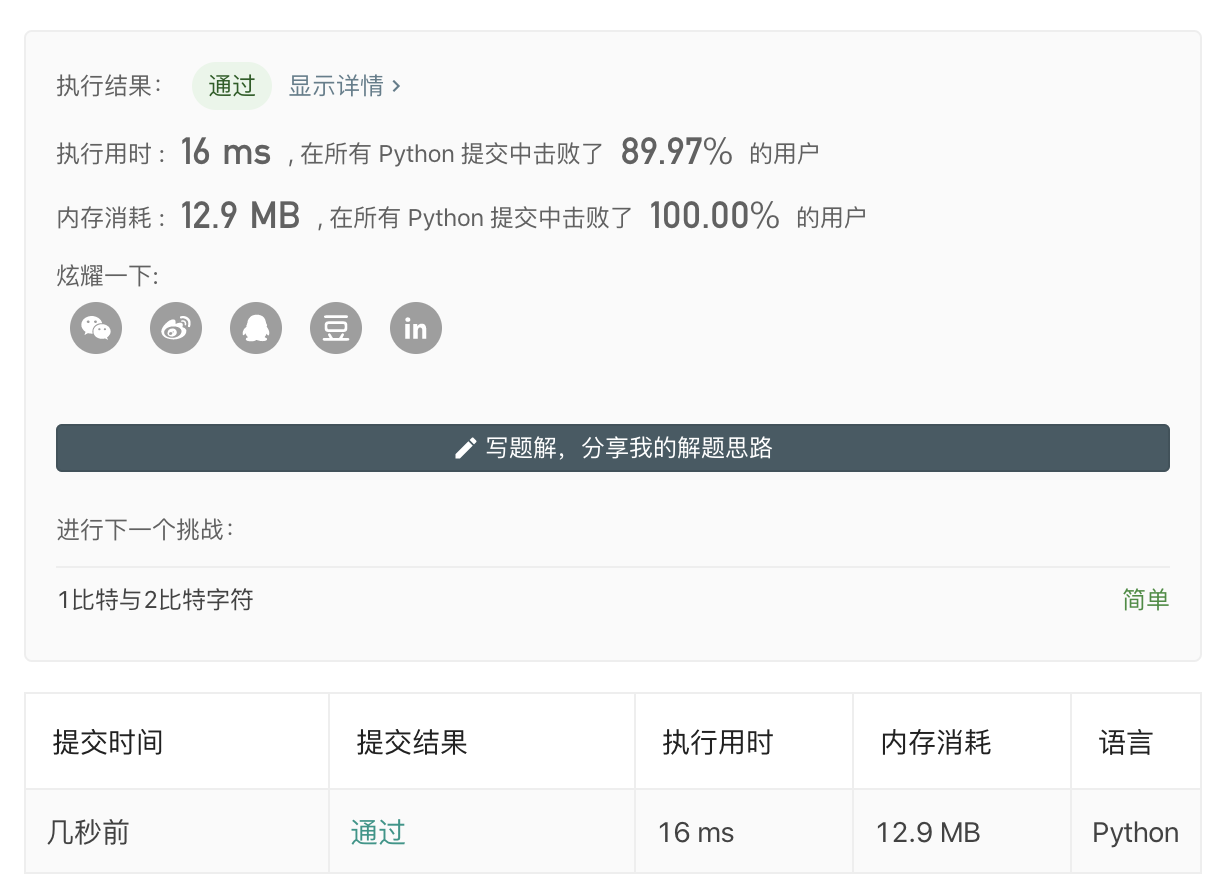 执行结果： 通过 显示详情 ›
执行用时 : 16 ms , 在所有 Python 提交中击败了 89.97% 的用户
内存消耗 : 12.9 MB , 在所有 Python 提交中击败了 100.00% 的用户
炫耀一下:
豆 in
写题解，分享我的解题思路
进行下一个挑战：
1比特与2比特字符 简单
提交时间 提交结果 执行用时 内存消耗 语言
几秒前 通过 16 ms 12.9 MB Python